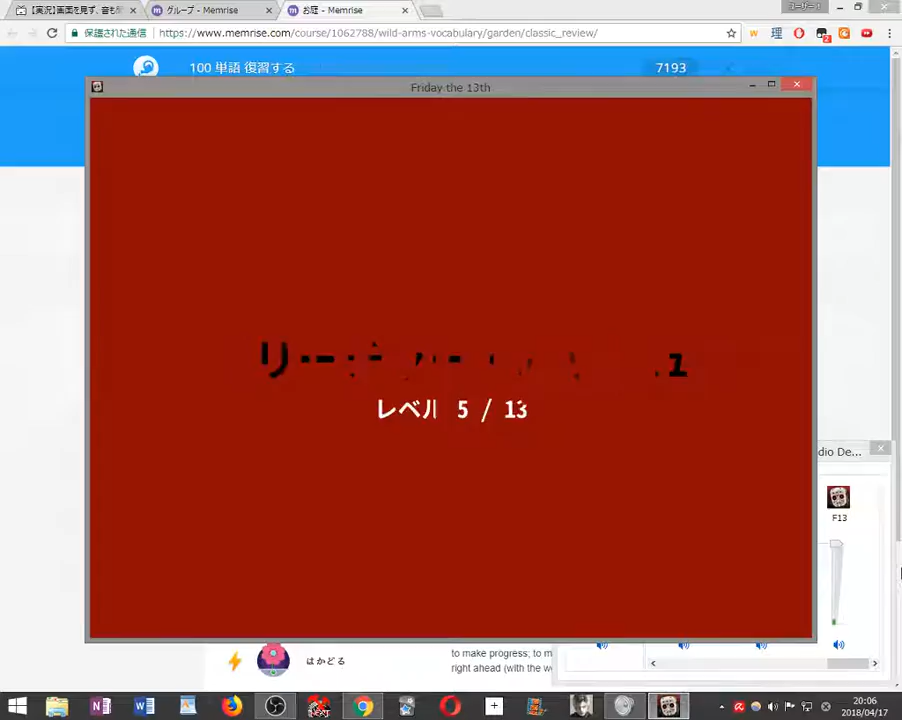 【実況】画面を見ず、音も
グループ - Memrise
お庭 - Memrise
保護された通信
https://www.memrise.com/course/1062788/wild-arms-vocabulary/garden/classic_review/
100 単語 復習する
7193
Friday the 13th
レベル 5 / 13
dio De...
F13
はかどる
to make progress; to m
right ahead (with the w
20:06
2018/04/17